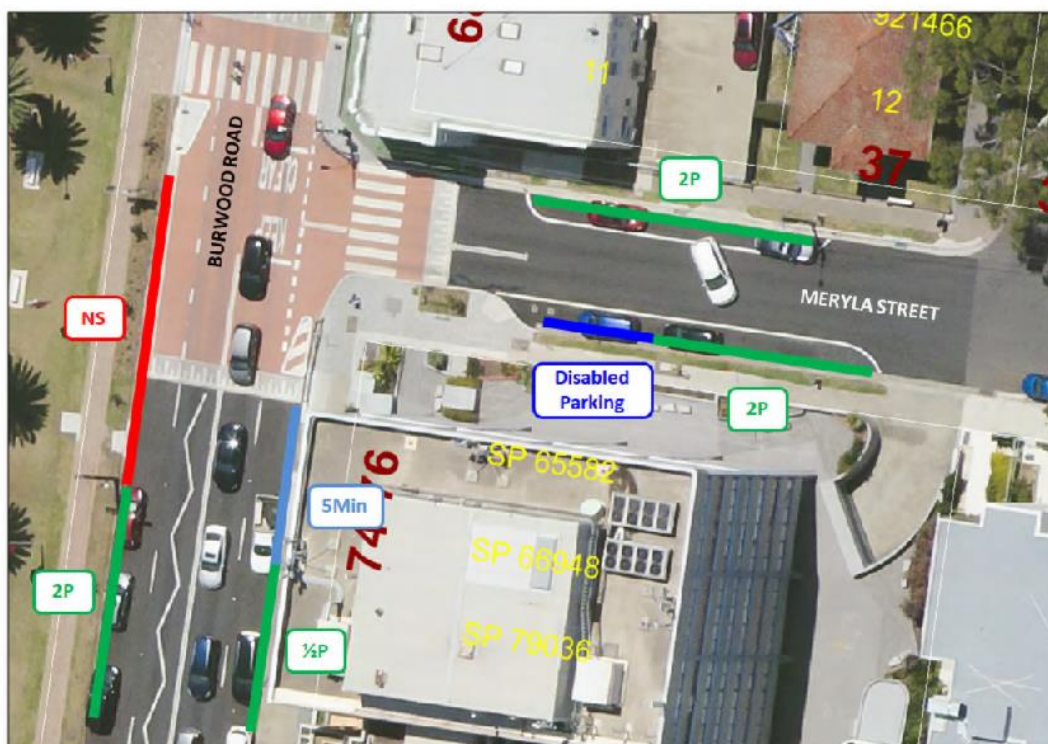 11
921466
12
37
2P
BURWOOD ROAD
MERYLA STREET
NS
Disabled
Parking
2P
SP 65582
5Min
SP 66948
2P
½P
SP 79036